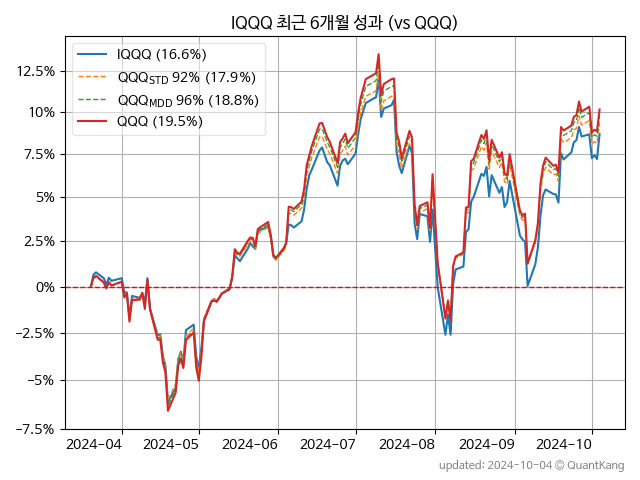 IQQQ 최근 6개월 성과 (vs QQQ)
IQQQ (16.6%)
QQQSTD 92% (17.9%)
QQQMDD 96% (18.8%)
QQQ (19.5%)
12.5%
10%
7.5%
5%
2.5%
0%
−2.5%
−5%
−7.5%
2024-04 2024-05 2024-06 2024-07 2024-08 2024-09 2024-10
updated: 2024-10-04 © QuantKang